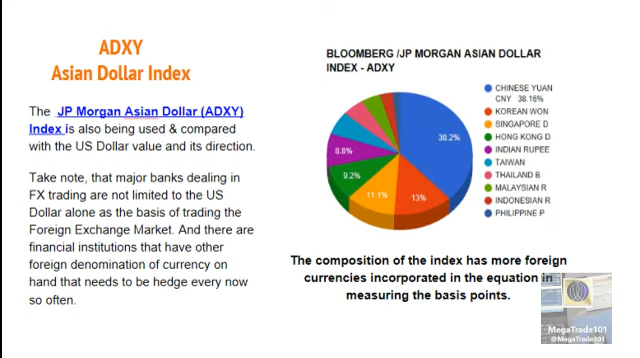 ADXY
Asian Dollar Index
The JP Morgan Asian Dollar (ADXY)
Index is also being used & compared
with the US Dollar value and its direction.
Take note, that major banks dealing in
FX trading are not limited to the US
Dollar alone as the basis of trading the
Foreign Exchange Market. And there are
financial institutions that have other
foreign denomination of currency on
hand that needs to be hedge every now
so often.
BLOOMBERG /JP MORGAN ASIAN DOLLAR
INDEX - ADXY
38.2%
13%
11.1%
9.2%
8.8%
CHINESE YUAN
CNY 38.16%
KOREAN WON
SINGAPORE D
HONG KONG D
INDIAN RUPEE
TAIWAN
THAILAND B
MALAYSIAN R
INDONESIAN R
PHILIPPINE P
The composition of the index has more foreign
currencies incorporated in the equation in
measuring the basis points.
MegaTrade101
@MegaTrade101